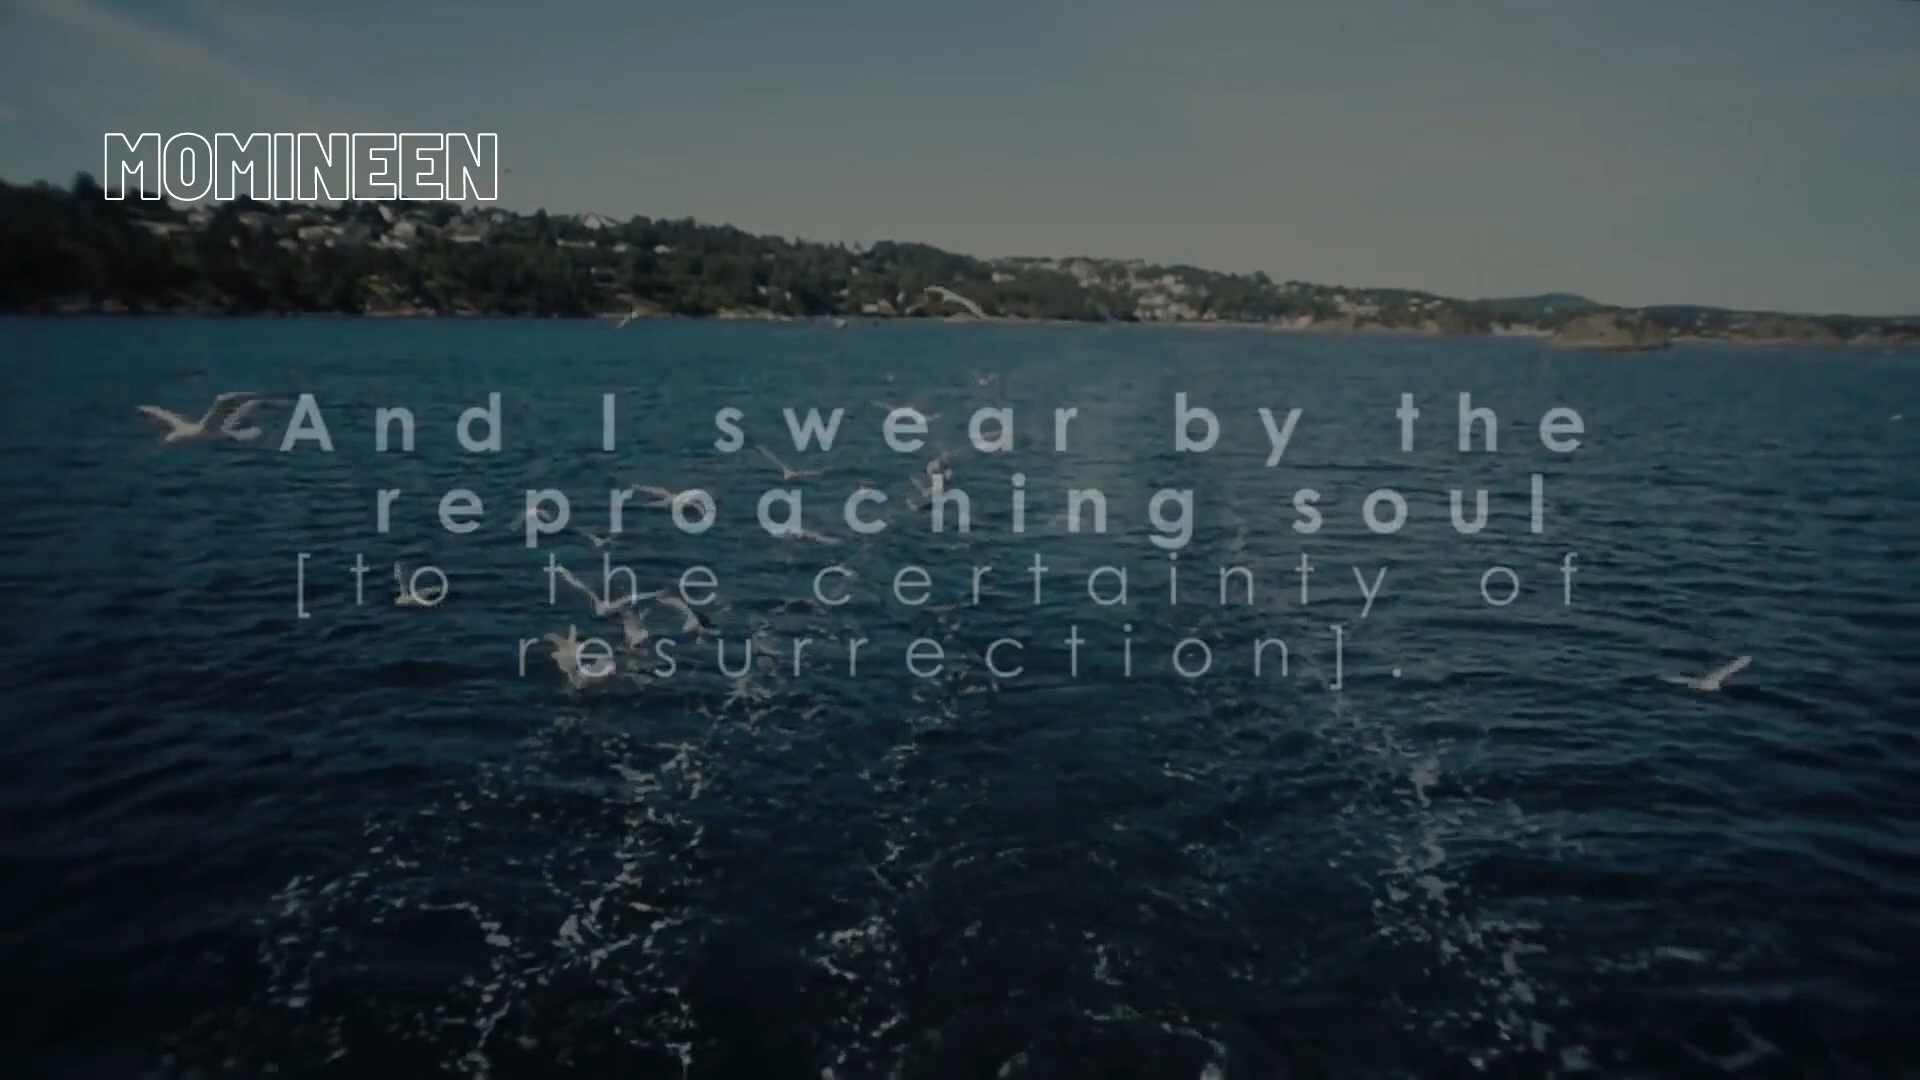 MOMINEEN
And I swear by the
reproaching soul
[to the certainty of
resurrection].